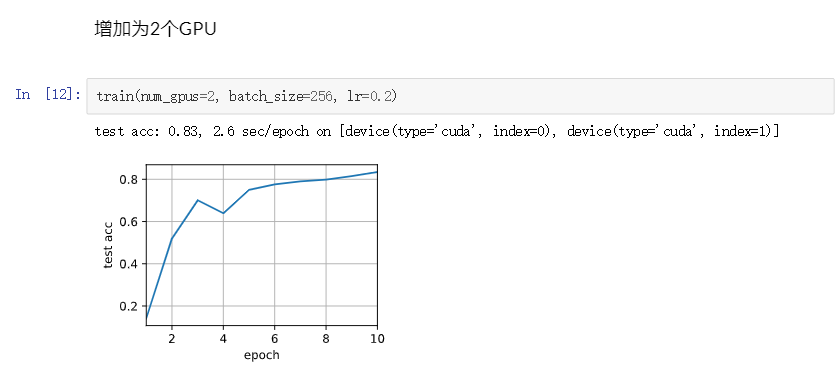 增加为2个GPU
In [12]: train(num_gpus=2, batch_size=256, lr=0.2)
test acc: 0.83, 2.6 sec/epoch on [device(type='cuda', index=0), device(type='cuda', index=1)]
0.8
0.6
0.4
0.2
test acc
2 4 6 8 10
epoch